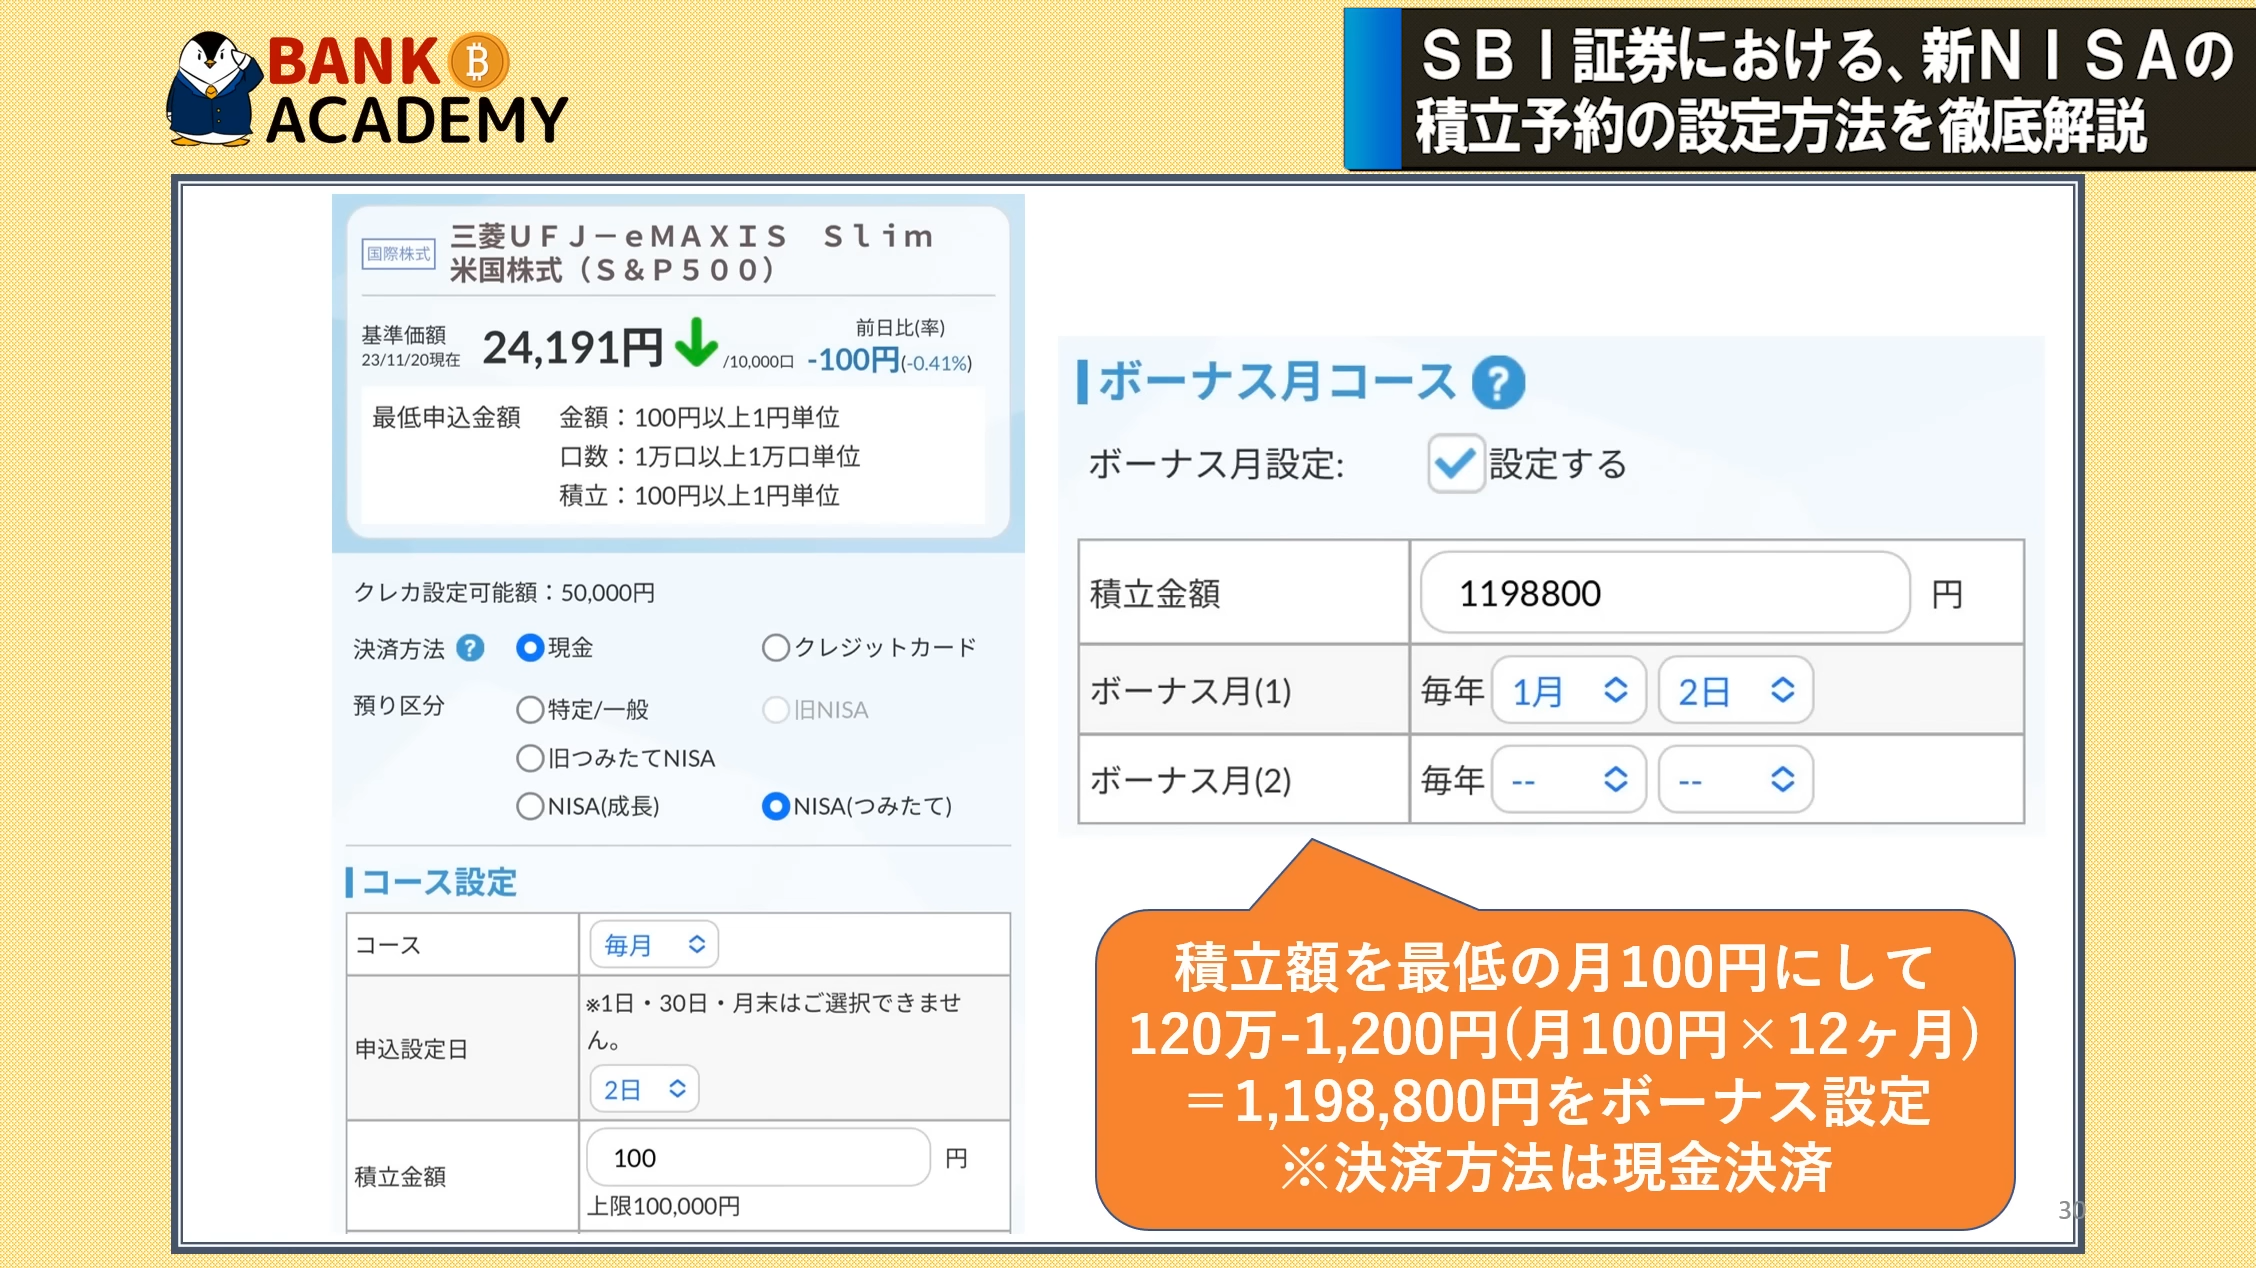 BANK
ACADEMY
ＳＢＩ証券における、新ＮＩＳＡの
積立予約の設定方法を徹底解説
国際株式
三菱ＵＦＪ－ｅＭＡＸＩＳ　Ｓｌｉｍ
米国株式（Ｓ＆Ｐ５００）
基準価額
23/11/20現在
24,191円
/10,000口
前日比(率)
-100円(-0.41%)
最低申込金額 金額：100円以上1円単位
口数：1万口以上1万口単位
積立：100円以上1円単位
クレカ設定可能額：50,000円
決済方法 ? 現金 クレジットカード
預り区分 特定/一般 旧NISA
旧つみたてNISA
NISA(成長) NISA(つみたて)
コース設定
コース 毎月
申込設定日 ※1日・30日・月末はご選択できませ
ん。
2日
積立金額 100 円
上限100,000円
ボーナス月コース ?
ボーナス月設定: 設定する
積立金額 1198800 円
ボーナス月(1) 毎年 1月 2日
ボーナス月(2) 毎年 -- --
積立額を最低の月100円にして
120万-1,200円(月100円×12ヶ月)
＝1,198,800円をボーナス設定
※決済方法は現金決済
30